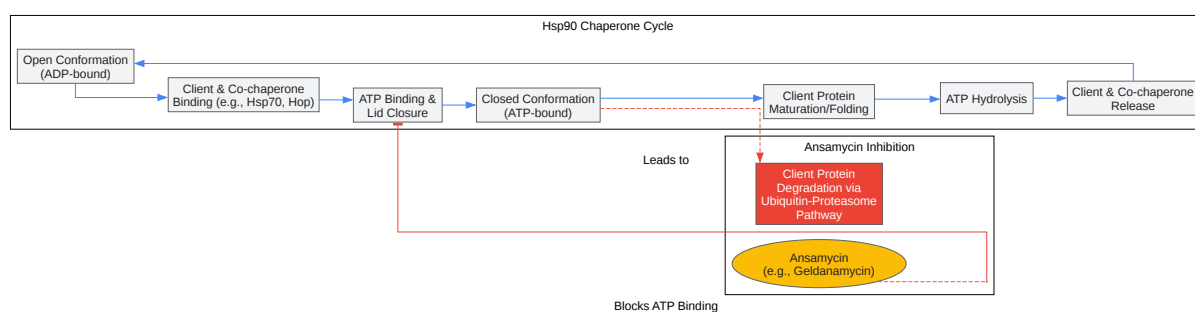 Hsp90 Chaperone Cycle
Open Conformation
(ADP-bound)
Client & Co-chaperone
Binding (e.g., Hsp70, Hop)
ATP Binding &
Lid Closure
Closed Conformation
(ATP-bound)
Client Protein
Maturation/Folding
ATP Hydrolysis
Client & Co-chaperone
Release
Ansamycin Inhibition
Leads to
Client Protein
Degradation via
Ubiquitin-Proteasome
Pathway
Ansamycin
(e.g., Geldanamycin)
Blocks ATP Binding